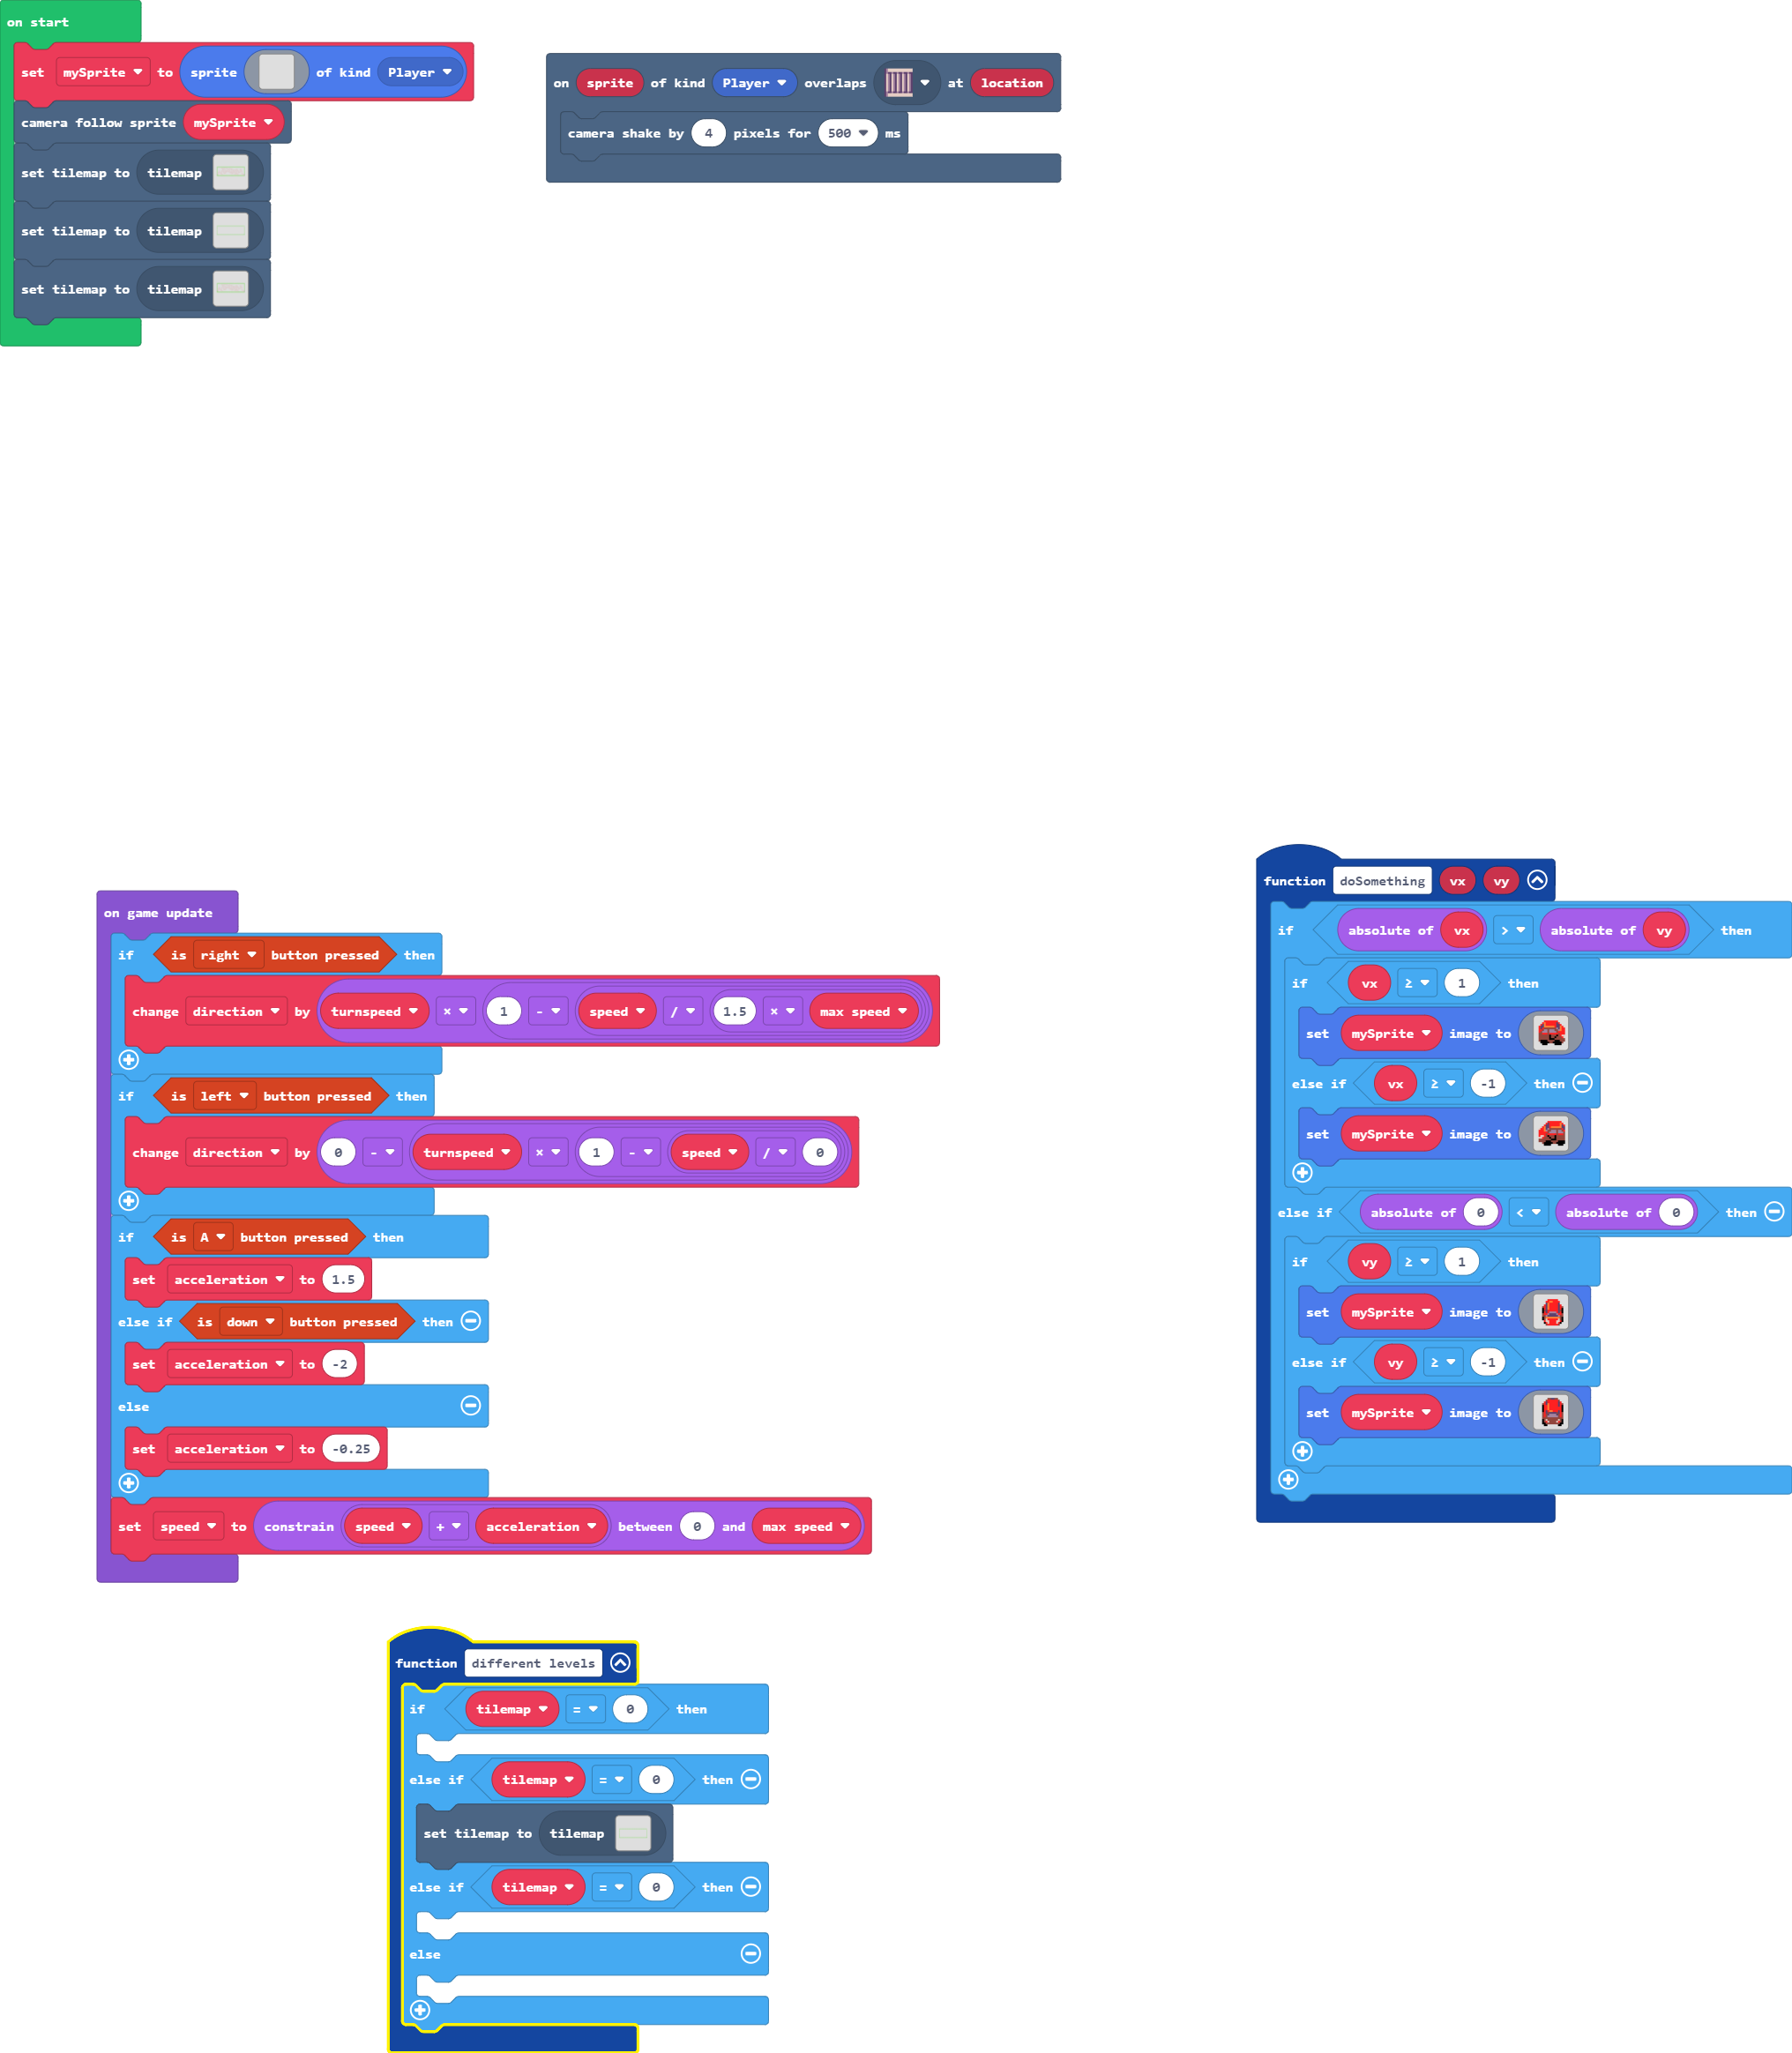 on start
set mySprite to sprite of kind Player
camera follow sprite mySprite
set tilemap to tilemap
set tilemap to tilemap
set tilemap to tilemap
on sprite of kind Player overlaps at location
camera shake by 4 pixels for 500 ms
on game update
if is right button pressed then
change direction by turnspeed × 1 - speed / 1.5 × max speed
if is left button pressed then
change direction by 0 - turnspeed × 1 - speed / 0
if is A button pressed then
set acceleration to 1.5
else if is down button pressed then
set acceleration to -2
else
set acceleration to -0.25
set speed to constrain speed + acceleration between 0 and max speed
function doSomething vx vy
if absolute of vx > absolute of vy then
if vx ≥ 1 then
set mySprite image to
else if vx ≥ -1 then
set mySprite image to
else if absolute of 0 < absolute of 0 then
if vy ≥ 1 then
set mySprite image to
else if vy ≥ -1 then
set mySprite image to
function different levels
if tilemap = 0 then
else if tilemap = 0 then
set tilemap to tilemap
else if tilemap = 0 then
else